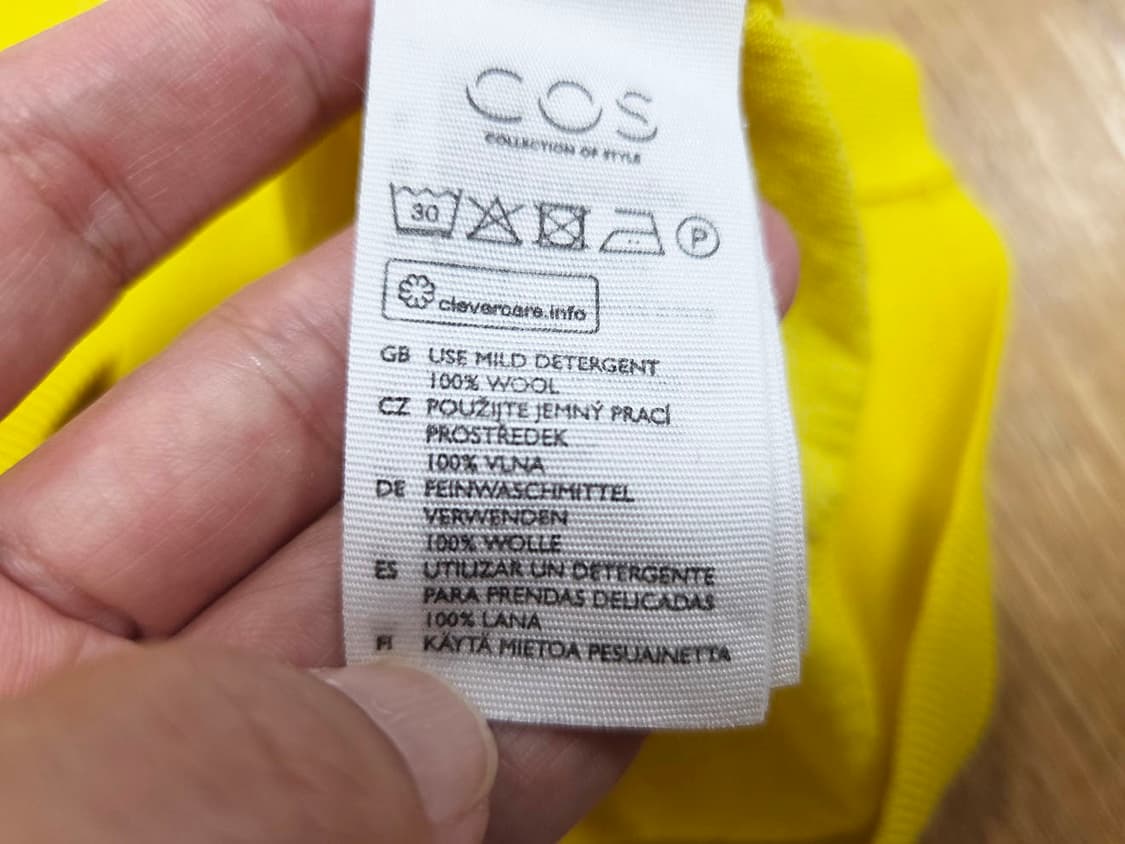 COS
COLLECTION OF STYLE
30
P
clevercare.info
GB USE MILD DETERGENT
100% WOOL
CZ POUŽIJTE JEMNÝ PRACÍ
PROSTŘEDEK
100% VLNA
DE FEINWASCHMITTEL
VERWENDEN
100% WOLLE
ES UTILIZAR UN DETERGENTE
PARA PRENDAS DELICADAS
100% LANA
FI KÄYTÄ MIETOA PESUAINETTA